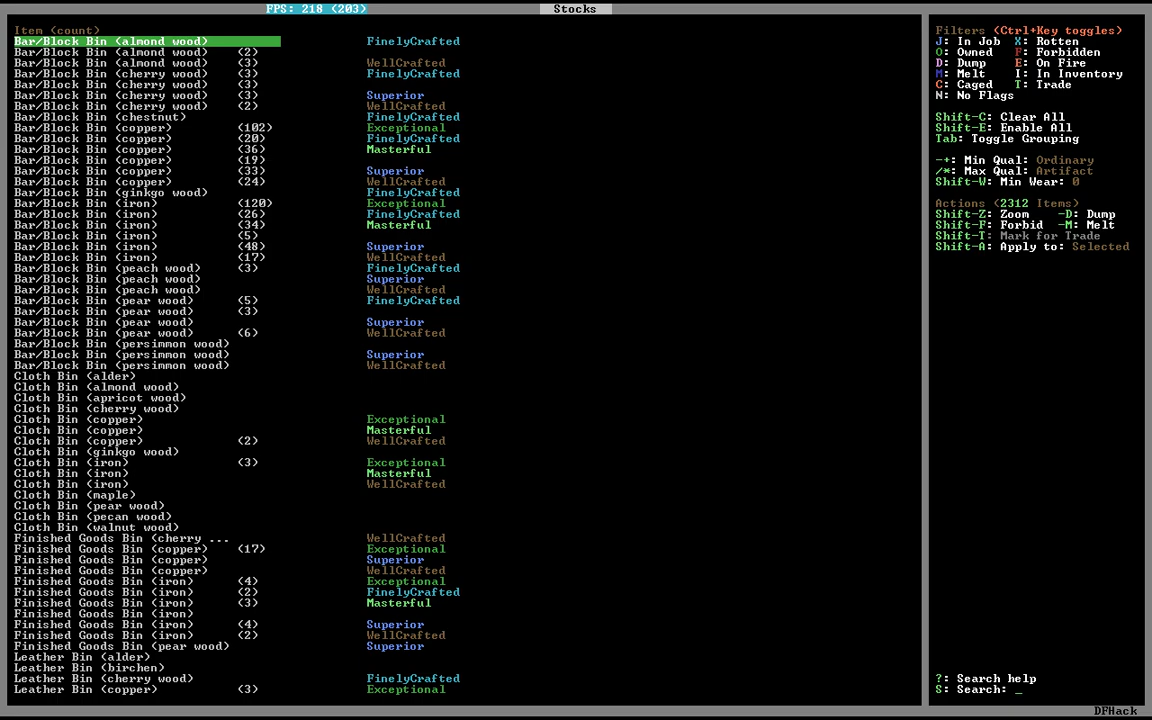 FPS: 218 (203)
Stocks
Item (count)
Bar/Block Bin (almond wood) FinelyCrafted
Bar/Block Bin (almond wood) (2)
Bar/Block Bin (almond wood) (3) WellCrafted
Bar/Block Bin (cherry wood) (3) FinelyCrafted
Bar/Block Bin (cherry wood) (3)
Bar/Block Bin (cherry wood) (3) Superior
Bar/Block Bin (cherry wood) (2) WellCrafted
Bar/Block Bin (chestnut) FinelyCrafted
Bar/Block Bin (copper) (102) Exceptional
Bar/Block Bin (copper) (20) FinelyCrafted
Bar/Block Bin (copper) (36) Masterful
Bar/Block Bin (copper) (19)
Bar/Block Bin (copper) (33) Superior
Bar/Block Bin (copper) (24) WellCrafted
Bar/Block Bin (ginkgo wood) FinelyCrafted
Bar/Block Bin (iron) (120) Exceptional
Bar/Block Bin (iron) (26) FinelyCrafted
Bar/Block Bin (iron) (34) Masterful
Bar/Block Bin (iron) (5)
Bar/Block Bin (iron) (48) Superior
Bar/Block Bin (iron) (17) WellCrafted
Bar/Block Bin (peach wood) (3) FinelyCrafted
Bar/Block Bin (peach wood) Superior
Bar/Block Bin (peach wood) WellCrafted
Bar/Block Bin (pear wood) (5) FinelyCrafted
Bar/Block Bin (pear wood) (3)
Bar/Block Bin (pear wood) Superior
Bar/Block Bin (pear wood) (6) WellCrafted
Bar/Block Bin (persimmon wood)
Bar/Block Bin (persimmon wood) Superior
Bar/Block Bin (persimmon wood) WellCrafted
Cloth Bin (alder)
Cloth Bin (almond wood)
Cloth Bin (apricot wood)
Cloth Bin (cherry wood)
Cloth Bin (copper) Exceptional
Cloth Bin (copper) Masterful
Cloth Bin (copper) (2) WellCrafted
Cloth Bin (ginkgo wood)
Cloth Bin (iron) (3) Exceptional
Cloth Bin (iron) Masterful
Cloth Bin (iron) WellCrafted
Cloth Bin (maple)
Cloth Bin (pear wood)
Cloth Bin (pecan wood)
Cloth Bin (walnut wood)
Finished Goods Bin (cherry ... WellCrafted
Finished Goods Bin (copper) (17) Exceptional
Finished Goods Bin (copper) Superior
Finished Goods Bin (copper) WellCrafted
Finished Goods Bin (iron) (4) Exceptional
Finished Goods Bin (iron) (2) FinelyCrafted
Finished Goods Bin (iron) (3) Masterful
Finished Goods Bin (iron)
Finished Goods Bin (iron) (4) Superior
Finished Goods Bin (iron) (2) WellCrafted
Finished Goods Bin (pear wood) Superior
Leather Bin (alder)
Leather Bin (birchen)
Leather Bin (cherry wood) FinelyCrafted
Leather Bin (copper) (3) Exceptional
Filters (Ctrl+Key toggles)
J: In Job X: Rotten
O: Owned F: Forbidden
D: Dump E: On Fire
M: Melt I: In Inventory
C: Caged T: Trade
N: No Flags
Shift-C: Clear All
Shift-E: Enable All
Tab: Toggle Grouping
-+: Min Qual: Ordinary
/*: Max Qual: Artifact
Shift-W: Min Wear: 0
Actions (2312 Items)
Shift-Z: Zoom -D: Dump
Shift-F: Forbid -M: Melt
Shift-T: Mark for Trade
Shift-A: Apply to: Selected
?: Search help
S: Search: _
DFHack